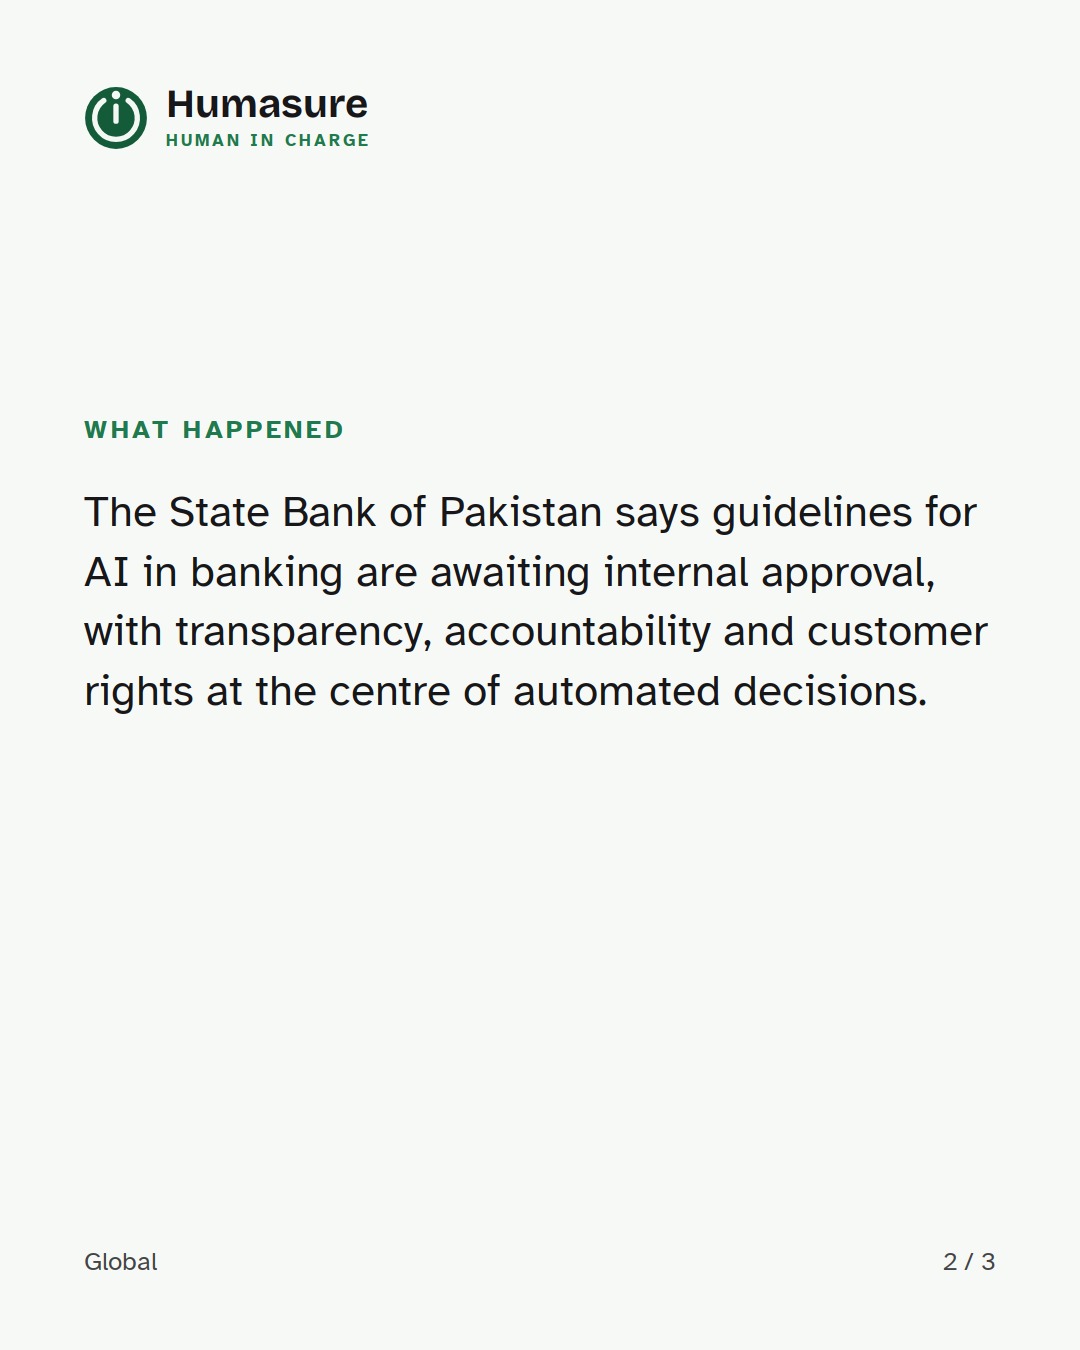 Humasure
HUMAN IN CHARGE
WHAT HAPPENED
The State Bank of Pakistan says guidelines for
AI in banking are awaiting internal approval,
with transparency, accountability and customer
rights at the centre of automated decisions.
Global
2 / 3